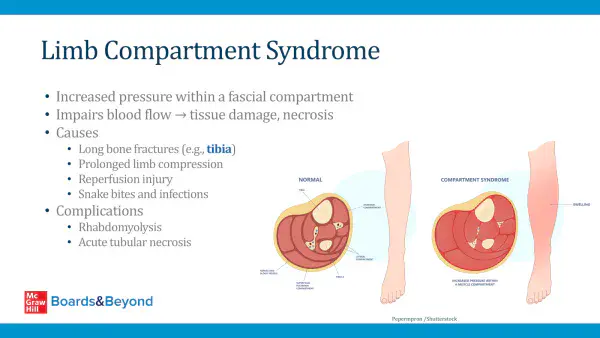 Limb Compartment Syndrome
• Increased pressure within a fascial compartment
• Impairs blood flow → tissue damage, necrosis
• Causes
• Long bone fractures (e.g., tibia)
• Prolonged limb compression
• Reperfusion injury
• Snake bites and infections
• Complications
• Rhabdomyolysis
• Acute tubular necrosis
NORMAL
COMPARTMENT SYNDROME
SWELLING
INCREASED PRESSURE WITHIN
A MUSCLE COMPARTMENT
Mc
Graw
Hill
Boards&Beyond
Pepermpron /Shutterstock